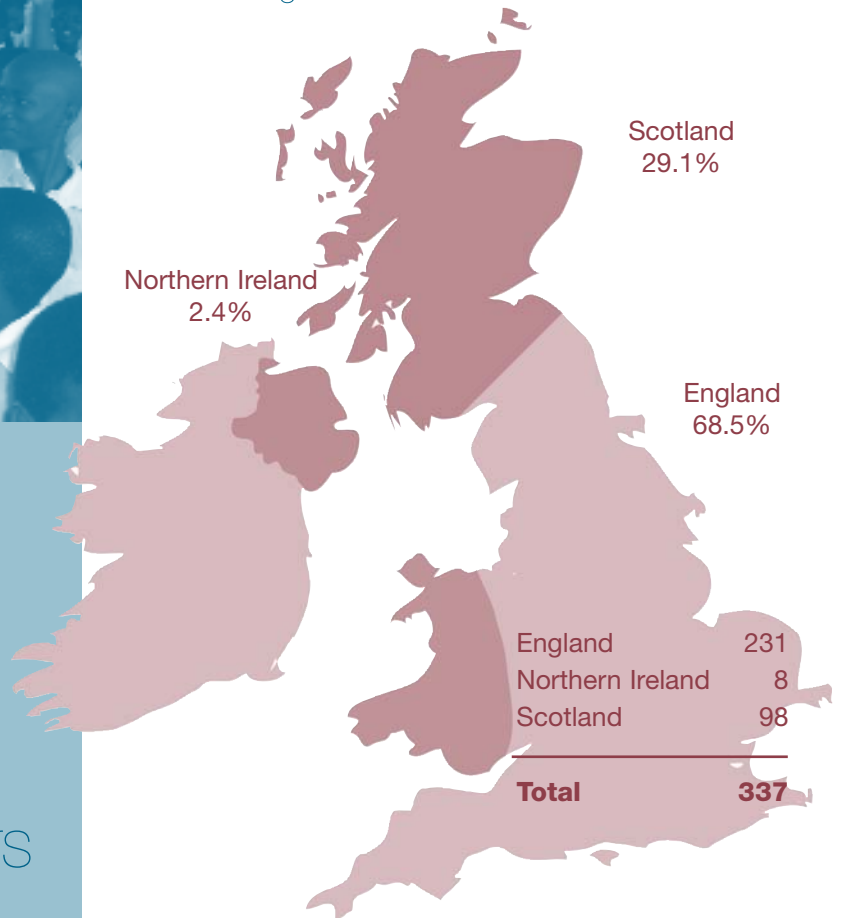 Scotland
29.1%
Northern Ireland
2.4%
England
68.5%
England 231
Northern Ireland 8
Scotland 98
Total 337